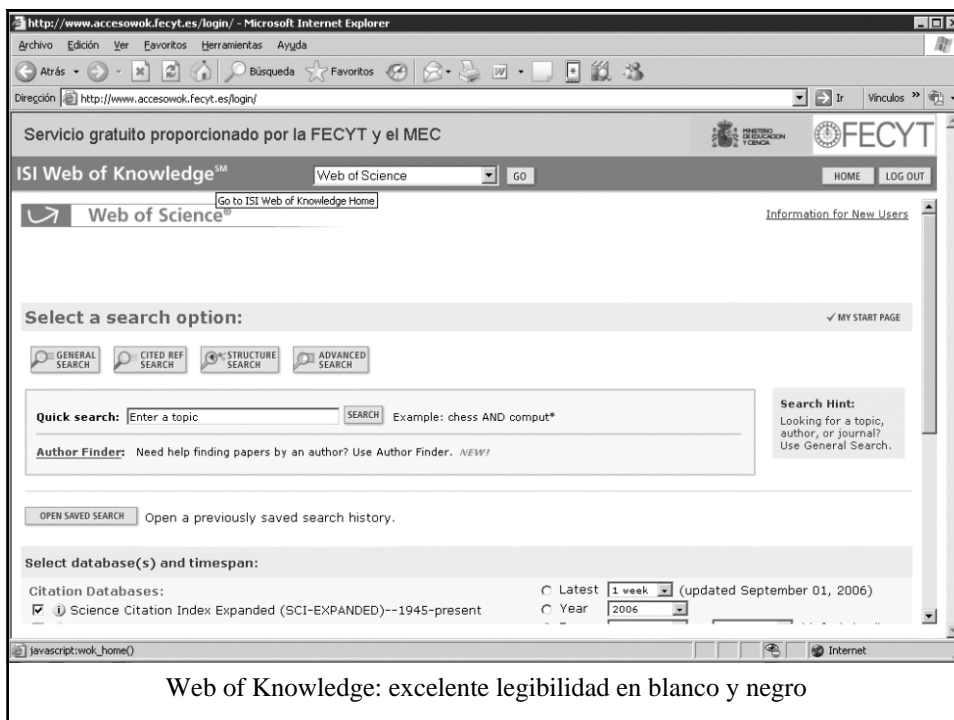 http://www.accesowok.fecyt.es/login/ - Microsoft Internet Explorer
Archivo Edición Ver Favoritos Herramientas Ayuda
Atrás Búsqueda Favoritos
Dirección http://www.accesowok.fecyt.es/login/ Ir Vínculos »
Servicio gratuito proporcionado por la FECYT y el MEC
MINISTERIO
DE EDUCACIÓN
Y CIENCIA
FECYT
ISI Web of Knowledge℠ Web of Science GO HOME LOG OUT
Go to ISI Web of Knowledge Home
Web of Science® Information for New Users
Select a search option: MY START PAGE
GENERAL SEARCH CITED REF SEARCH STRUCTURE SEARCH ADVANCED SEARCH
Quick search: Enter a topic SEARCH Example: chess AND comput*
Author Finder: Need help finding papers by an author? Use Author Finder. NEW!
Search Hint:
Looking for a topic,
author, or journal?
Use General Search.
OPEN SAVED SEARCH Open a previously saved search history.
Select database(s) and timespan:
Citation Databases:
Science Citation Index Expanded (SCI-EXPANDED)--1945-present
Latest 1 week (updated September 01, 2006)
Year 2006
javascript:wok_home() Internet
Web of Knowledge: excelente legibilidad en blanco y negro